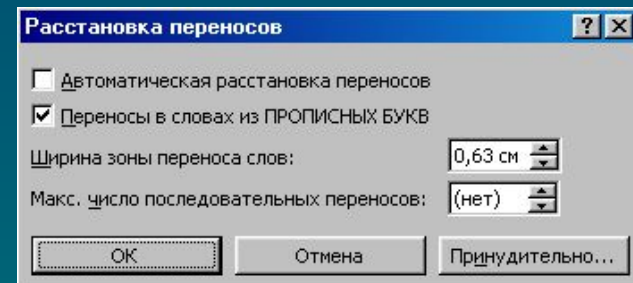 Расстановка переносов
Автоматическая расстановка переносов
Переносы в словах из ПРОПИСНЫХ БУКВ
Ширина зоны переноса слов: 0,63 см
Макс. число последовательных переносов: (нет)
ОК Отмена Принудительно...